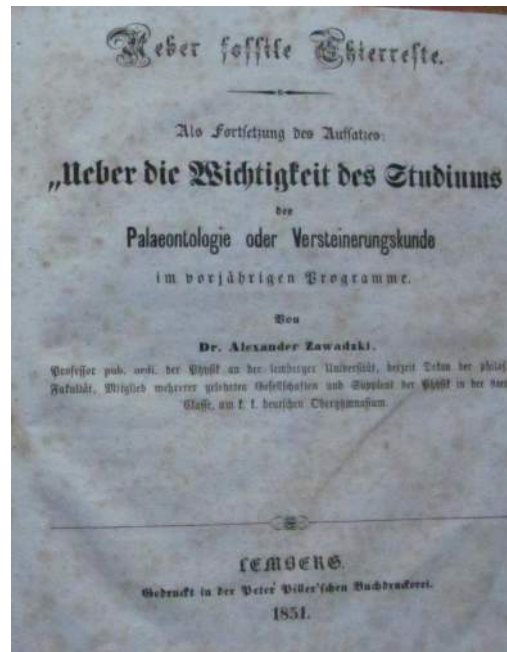 Ueber fossile Thierreste.
Als Fortsetzung des Aufsatzes:
„Ueber die Wichtigkeit des Studiums
der
Palaeontologie oder Versteinerungskunde
im vorjährigen Programme.
Von
Dr. Alexander Zawadzki,
Professor pub. ordi. der Physik an der lemberger Universität, derzeit Dekan der philos
Fakultät, Mitglied mehrerer gelehrten Gesellschaften und Supplent der Physik in der
Classe, am k. k. deutschen Obergymnasium.
LEMBERG.
Gedruckt in der Peter Piller'schen Buchdruckerei.
1851.